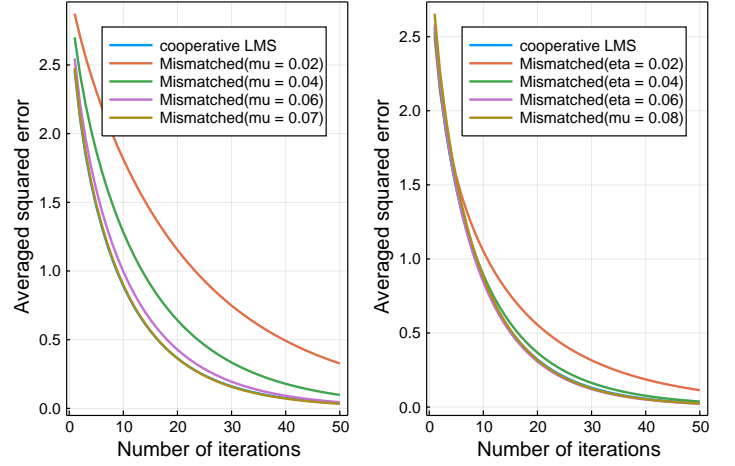 cooperative LMS
Mismatched(mu = 0.02)
Mismatched(mu = 0.04)
Mismatched(mu = 0.06)
Mismatched(mu = 0.07)
2.5
2.0
1.5
1.0
0.5
0.0
Averaged squared error
0 10 20 30 40 50
Number of iterations
cooperative LMS
Mismatched(eta = 0.02)
Mismatched(eta = 0.04)
Mismatched(eta = 0.06)
Mismatched(mu = 0.08)
2.5
2.0
1.5
1.0
0.5
0.0
Averaged squared error
0 10 20 30 40 50
Number of iterations